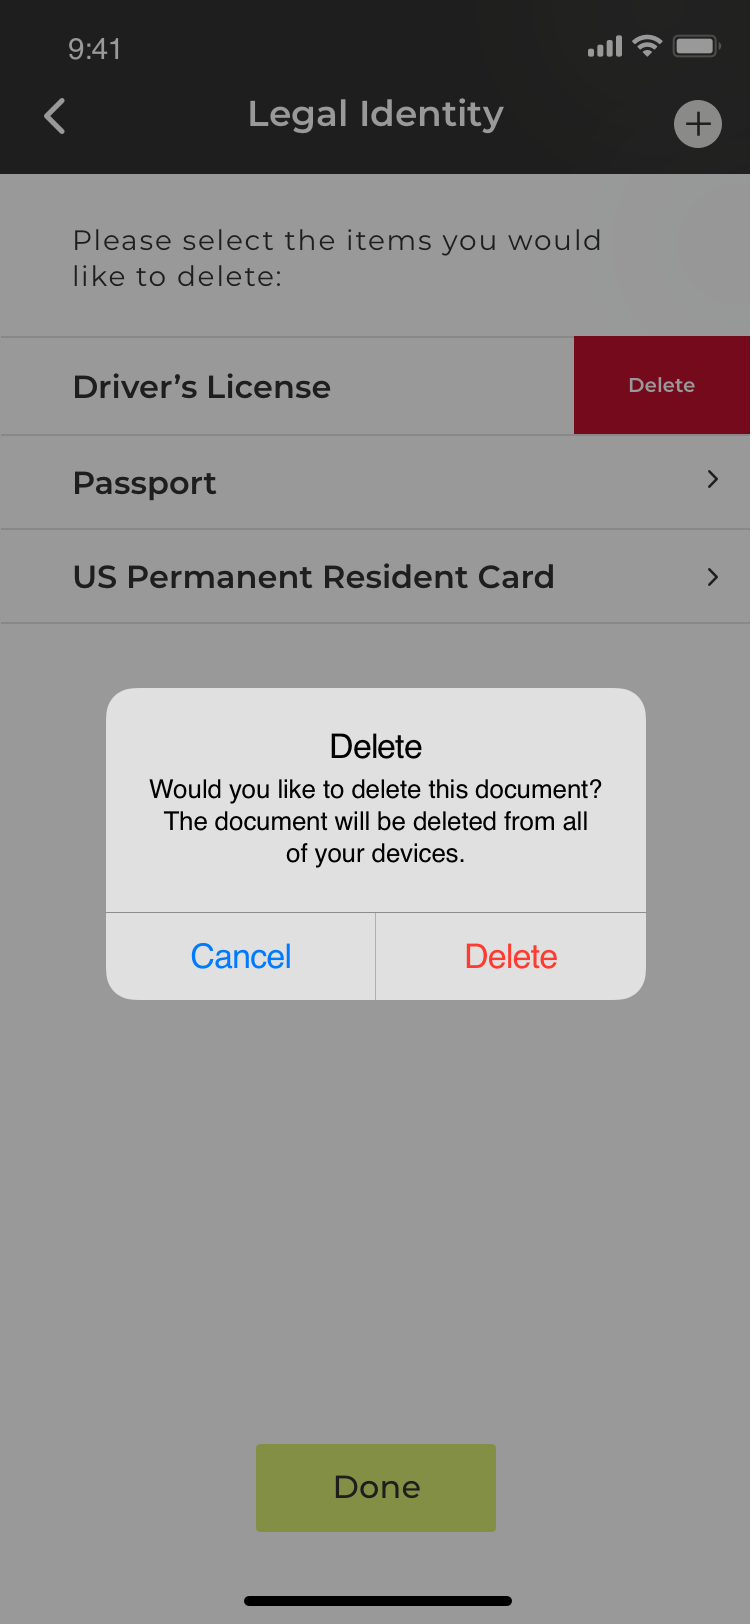 9:41
Legal Identity
Please select the items you would
like to delete:
Driver’s License
Delete
Passport
US Permanent Resident Card
Delete
Would you like to delete this document?
The document will be deleted from all
of your devices.
Cancel
Delete
Done